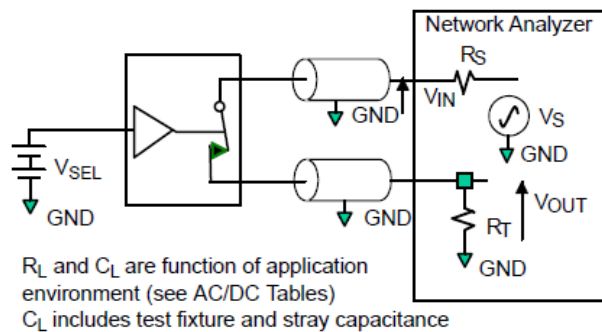 Network Analyzer
RS
VIN
GND
VS
GND
VSEL
GND
GND
VOUT
RT
GND
RL and CL are function of application
environment (see AC/DC Tables)
CL includes test fixture and stray capacitance